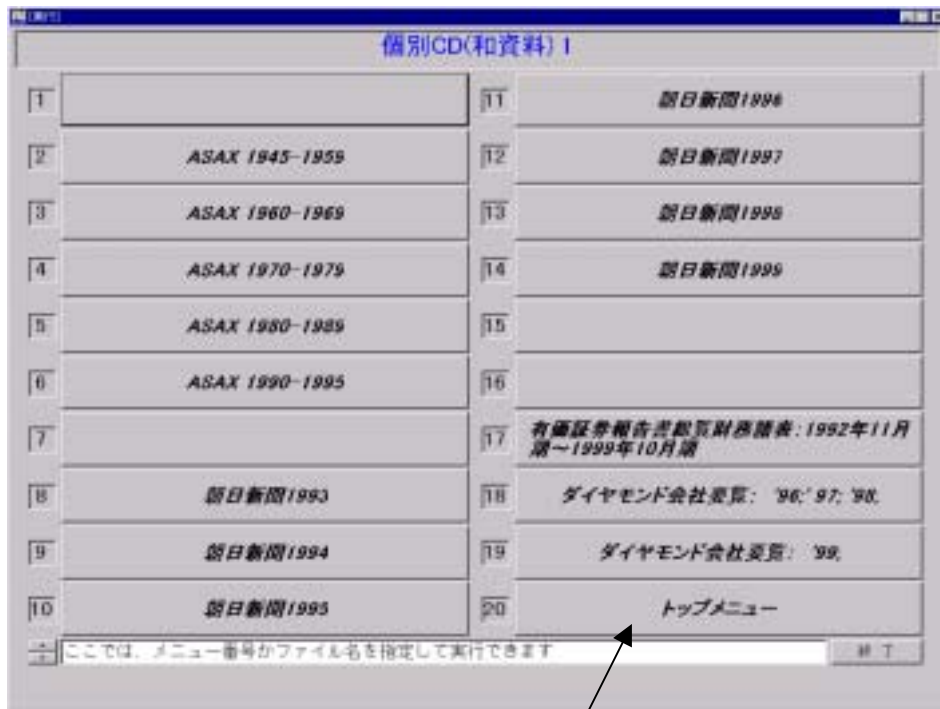 [実行]
個別CD(和資料) I
1
2 ASAX 1945-1959
3 ASAX 1960-1969
4 ASAX 1970-1979
5 ASAX 1980-1989
6 ASAX 1990-1995
7
8 朝日新聞1993
9 朝日新聞1994
10 朝日新聞1995
11 朝日新聞1996
12 朝日新聞1997
13 朝日新聞1998
14 朝日新聞1999
15
16
17 有価証券報告書総覧財務諸表:1992年11月
期~1999年10月期
18 ダイヤモンド会社要覧: '96;'97;'98,
19 ダイヤモンド会社要覧: '99,
20 トップメニュー
ここでは、メニュー番号かファイル名を指定して実行できます
終了